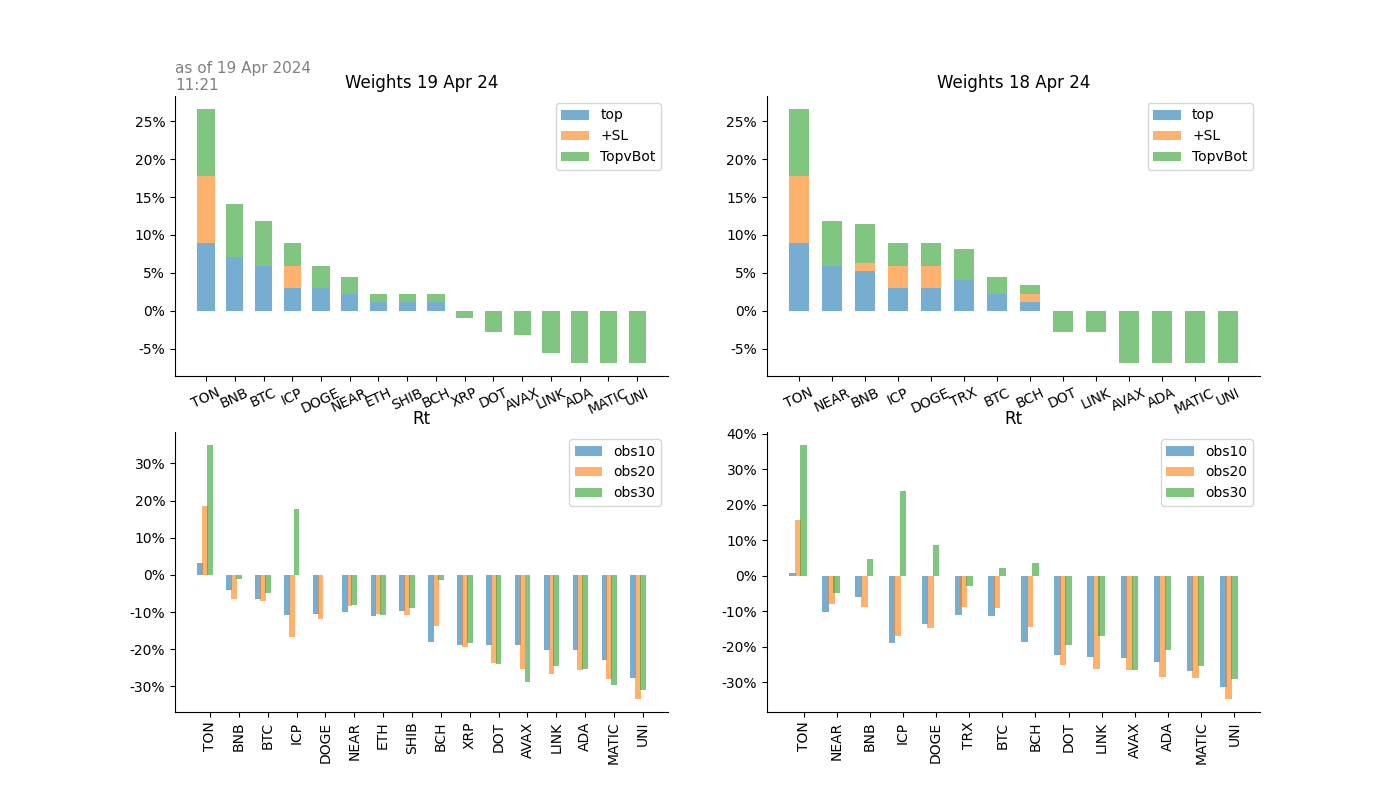 as of 19 Apr 2024
11:21
Weights 19 Apr 24
25%
20%
15%
10%
5%
0%
-5%
top
+SL
TopvBot
TON BNB BTC ICP DOGE NEAR ETH SHIB BCH XRP DOT AVAX LINK ADA MATIC UNI
Weights 18 Apr 24
25%
20%
15%
10%
5%
0%
-5%
top
+SL
TopvBot
TON NEAR BNB ICP DOGE TRX BTC BCH DOT LINK AVAX ADA MATIC UNI
Rt
30%
20%
10%
0%
-10%
-20%
-30%
obs10
obs20
obs30
TON BNB BTC ICP DOGE NEAR ETH SHIB BCH XRP DOT AVAX LINK ADA MATIC UNI
Rt
40%
30%
20%
10%
0%
-10%
-20%
-30%
obs10
obs20
obs30
TON NEAR BNB ICP DOGE TRX BTC BCH DOT LINK AVAX ADA MATIC UNI